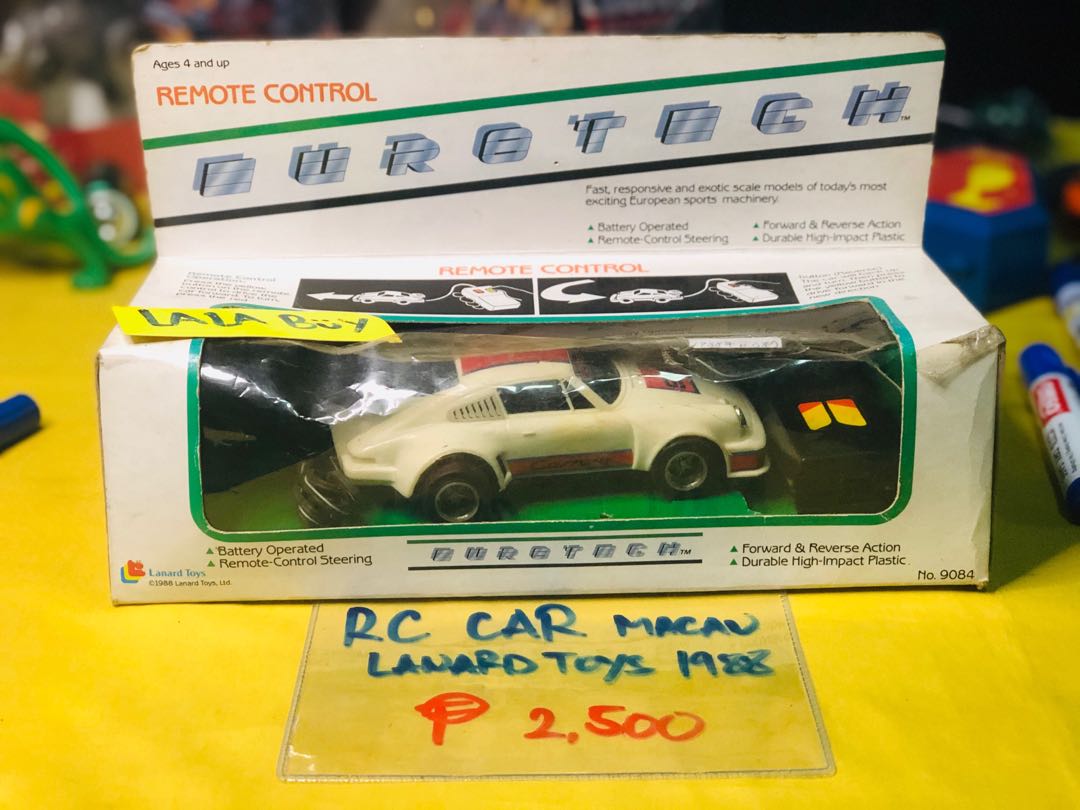 Ages 4 and up
REMOTE CONTROL
EUROTECH™
Fast, responsive and exotic scale models of today's most
exciting European sports machinery.
▲ Battery Operated
▲ Remote-Control Steering
▲ Forward & Reverse Action
▲ Durable High-Impact Plastic
REMOTE CONTROL
LALA BUY
Carrera
▲ Battery Operated
▲ Remote-Control Steering
EUROTECH™
▲ Forward & Reverse Action
▲ Durable High-Impact Plastic
Lanard Toys
©1988 Lanard Toys, Ltd.
No. 9084
RC CAR MACAU
LANARD TOYS 1988
₱ 2,500